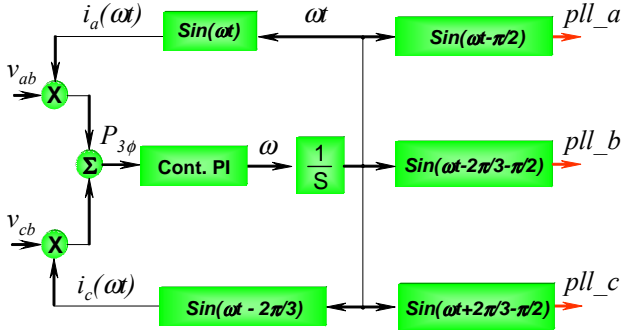 i_a(ωt)
Sin(ωt)
ωt
Sin(ωt-π/2)
pll_a
v_ab
X
P_3ϕ
Σ
Cont. PI
ω
1/S
Sin(ωt-2π/3-π/2)
pll_b
v_cb
X
i_c(ωt)
Sin(ωt - 2π/3)
Sin(ωt+2π/3-π/2)
pll_c